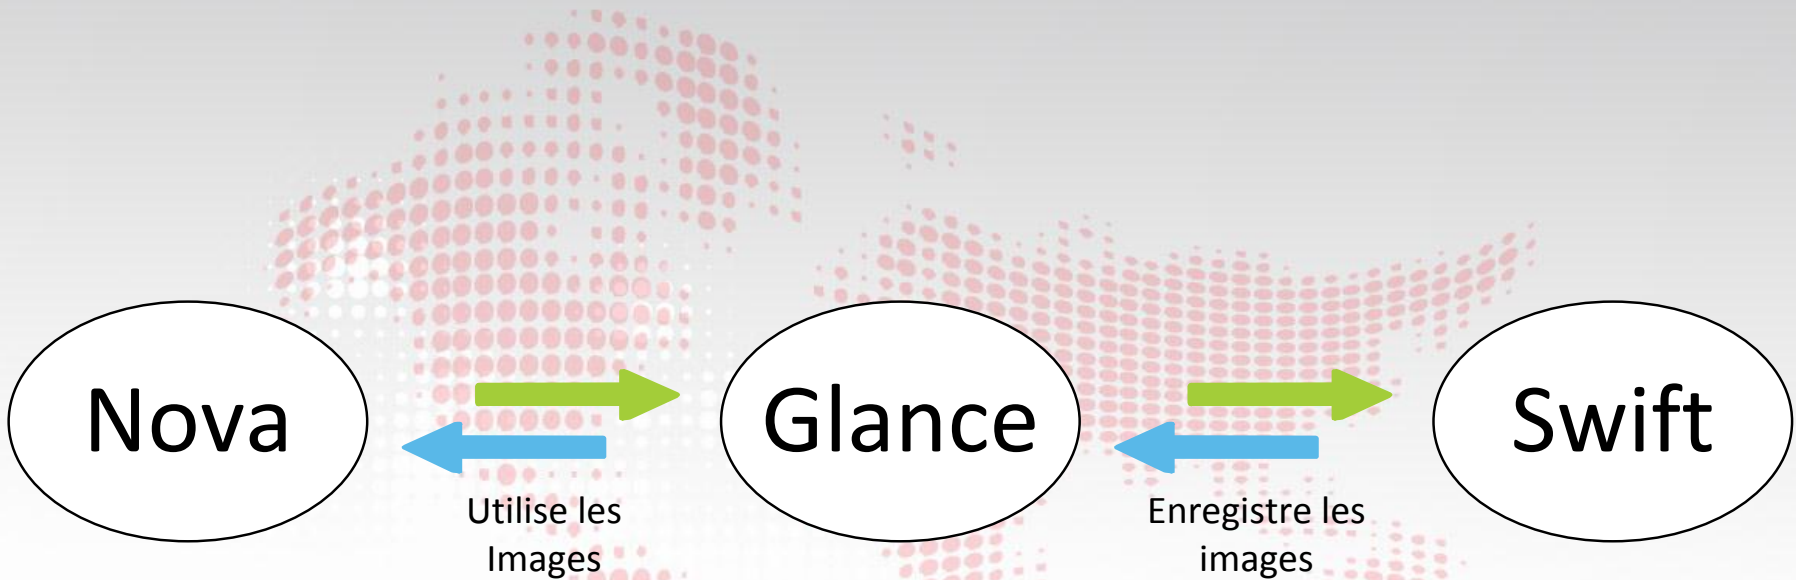 Nova
Glance
Swift
Utilise les
Images
Enregistre les
images